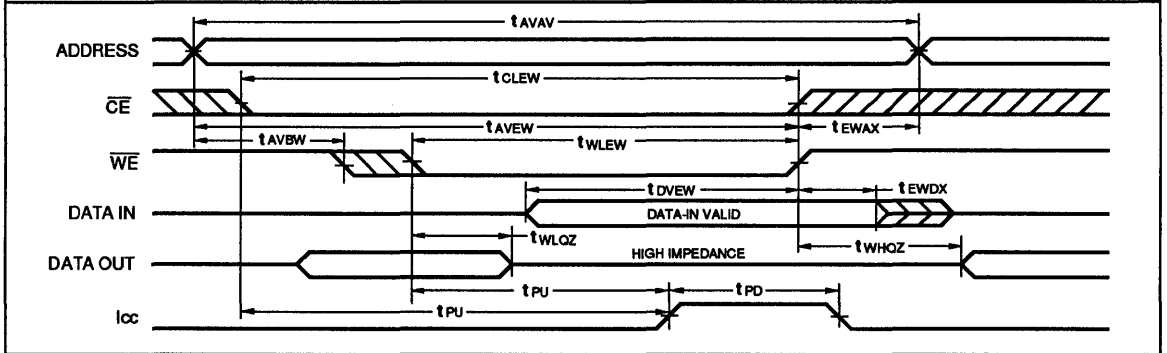 tAVAV
ADDRESS
tCLEW
CE
tAVEW
tEWAX
tAVBW
tWLEW
WE
tDVEW
tEWDX
DATA IN
DATA-IN VALID
tWLQZ
tWHQZ
HIGH IMPEDANCE
DATA OUT
tPU
tPD
tPU
Icc